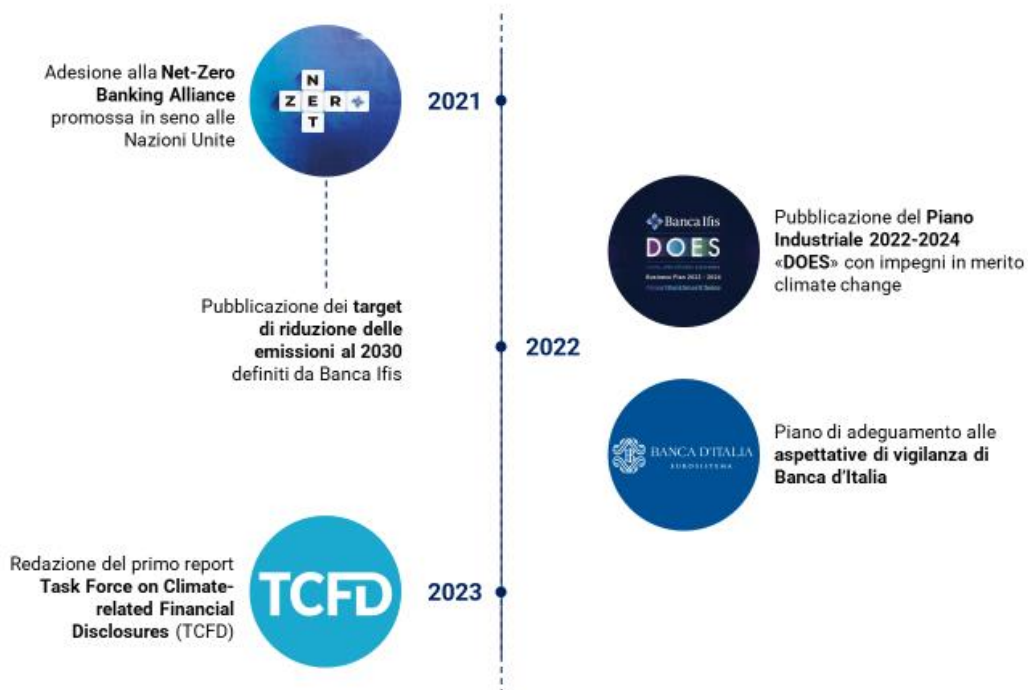 Adesione alla Net-Zero
Banking Alliance
promossa in seno alle
Nazioni Unite
N
ZER
E
T
2021
Banca Ifis
DOES
Business Plan 2022 - 2024
Pubblicazione del Piano
Industriale 2022-2024
«DOES» con impegni in merito
climate change
Pubblicazione dei target
di riduzione delle
emissioni al 2030
definiti da Banca Ifis
2022
BANCA D'ITALIA
EUROSISTEMA
Piano di adeguamento alle
aspettative di vigilanza di
Banca d'Italia
Redazione del primo report
Task Force on Climate-
related Financial
Disclosures (TCFD)
TCFD
2023